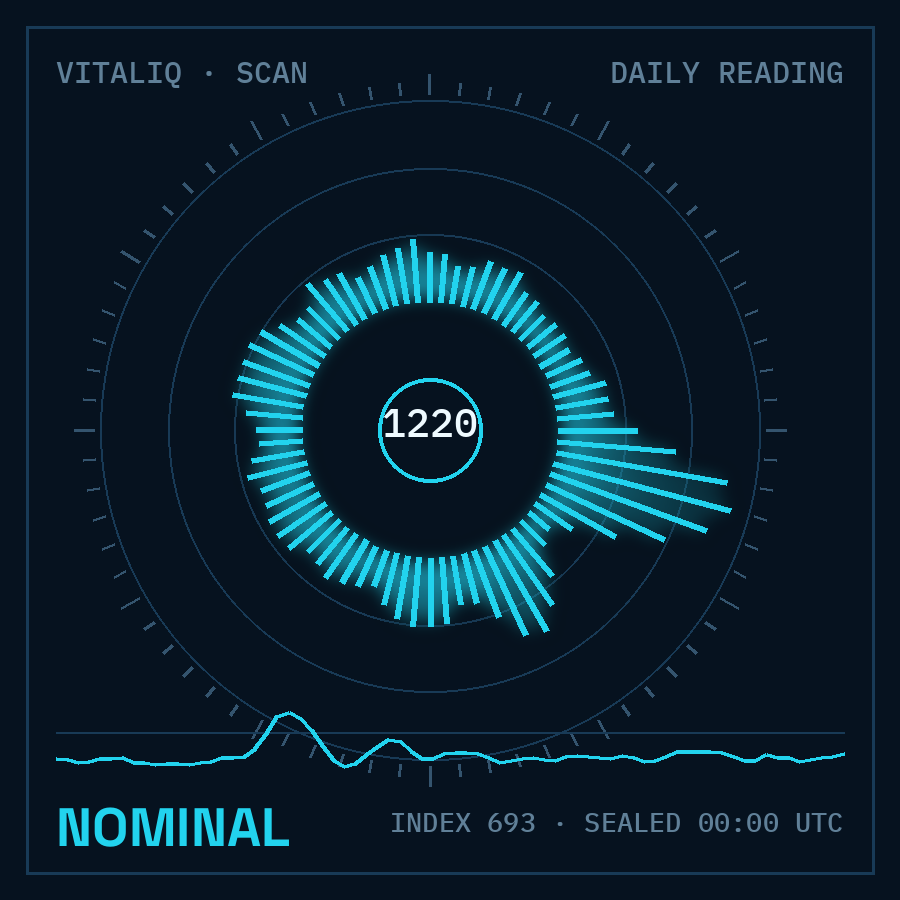 VITALIQ · SCAN
DAILY READING
1220
NOMINAL
INDEX 693 · SEALED 00:00 UTC